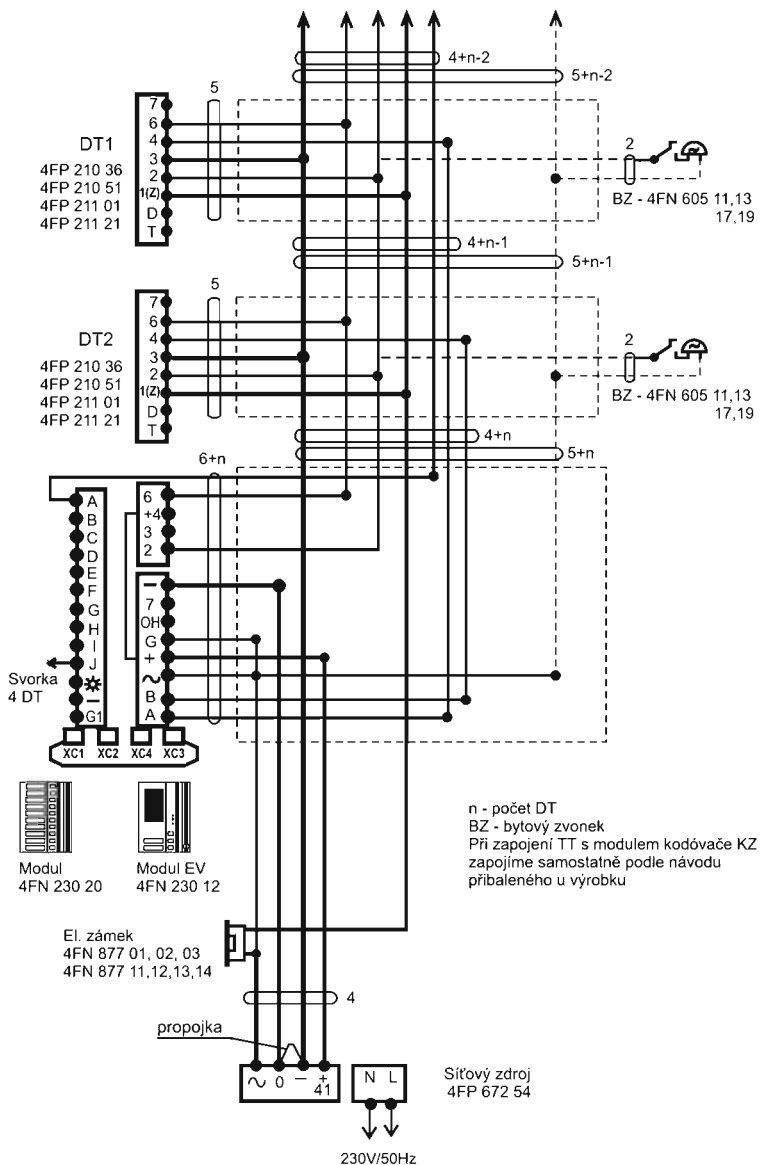 4+n-2
5+n-2
5
7
6
4
3
2
1(Z)
D
T
DT1
4FP 210 36
4FP 210 51
4FP 211 01
4FP 211 21
2
BZ - 4FN 605 11,13
17,19
4+n-1
5+n-1
5
7
6
4
3
2
1(Z)
D
T
DT2
4FP 210 36
4FP 210 51
4FP 211 01
4FP 211 21
2
BZ - 4FN 605 11,13
17,19
4+n
5+n
6+n
A
B
C
D
E
F
G
H
I
J
—
G1
6
+4
3
2
—
7
OH
G
+
~
B
A
Svorka
4 DT
XC1
XC2
XC4
XC3
Modul
4FN 230 20
Modul EV
4FN 230 12
n - počet DT
BZ - bytový zvonek
Při zapojení TT s modulem kodóvače KZ
zapojíme samostatně podle návodu
přibaleného u výrobku
El. zámek
4FN 877 01, 02, 03
4FN 877 11,12,13,14
4
propojka
~ 0 — +
41
N L
Síťový zdroj
4FP 672 54
230V/50Hz